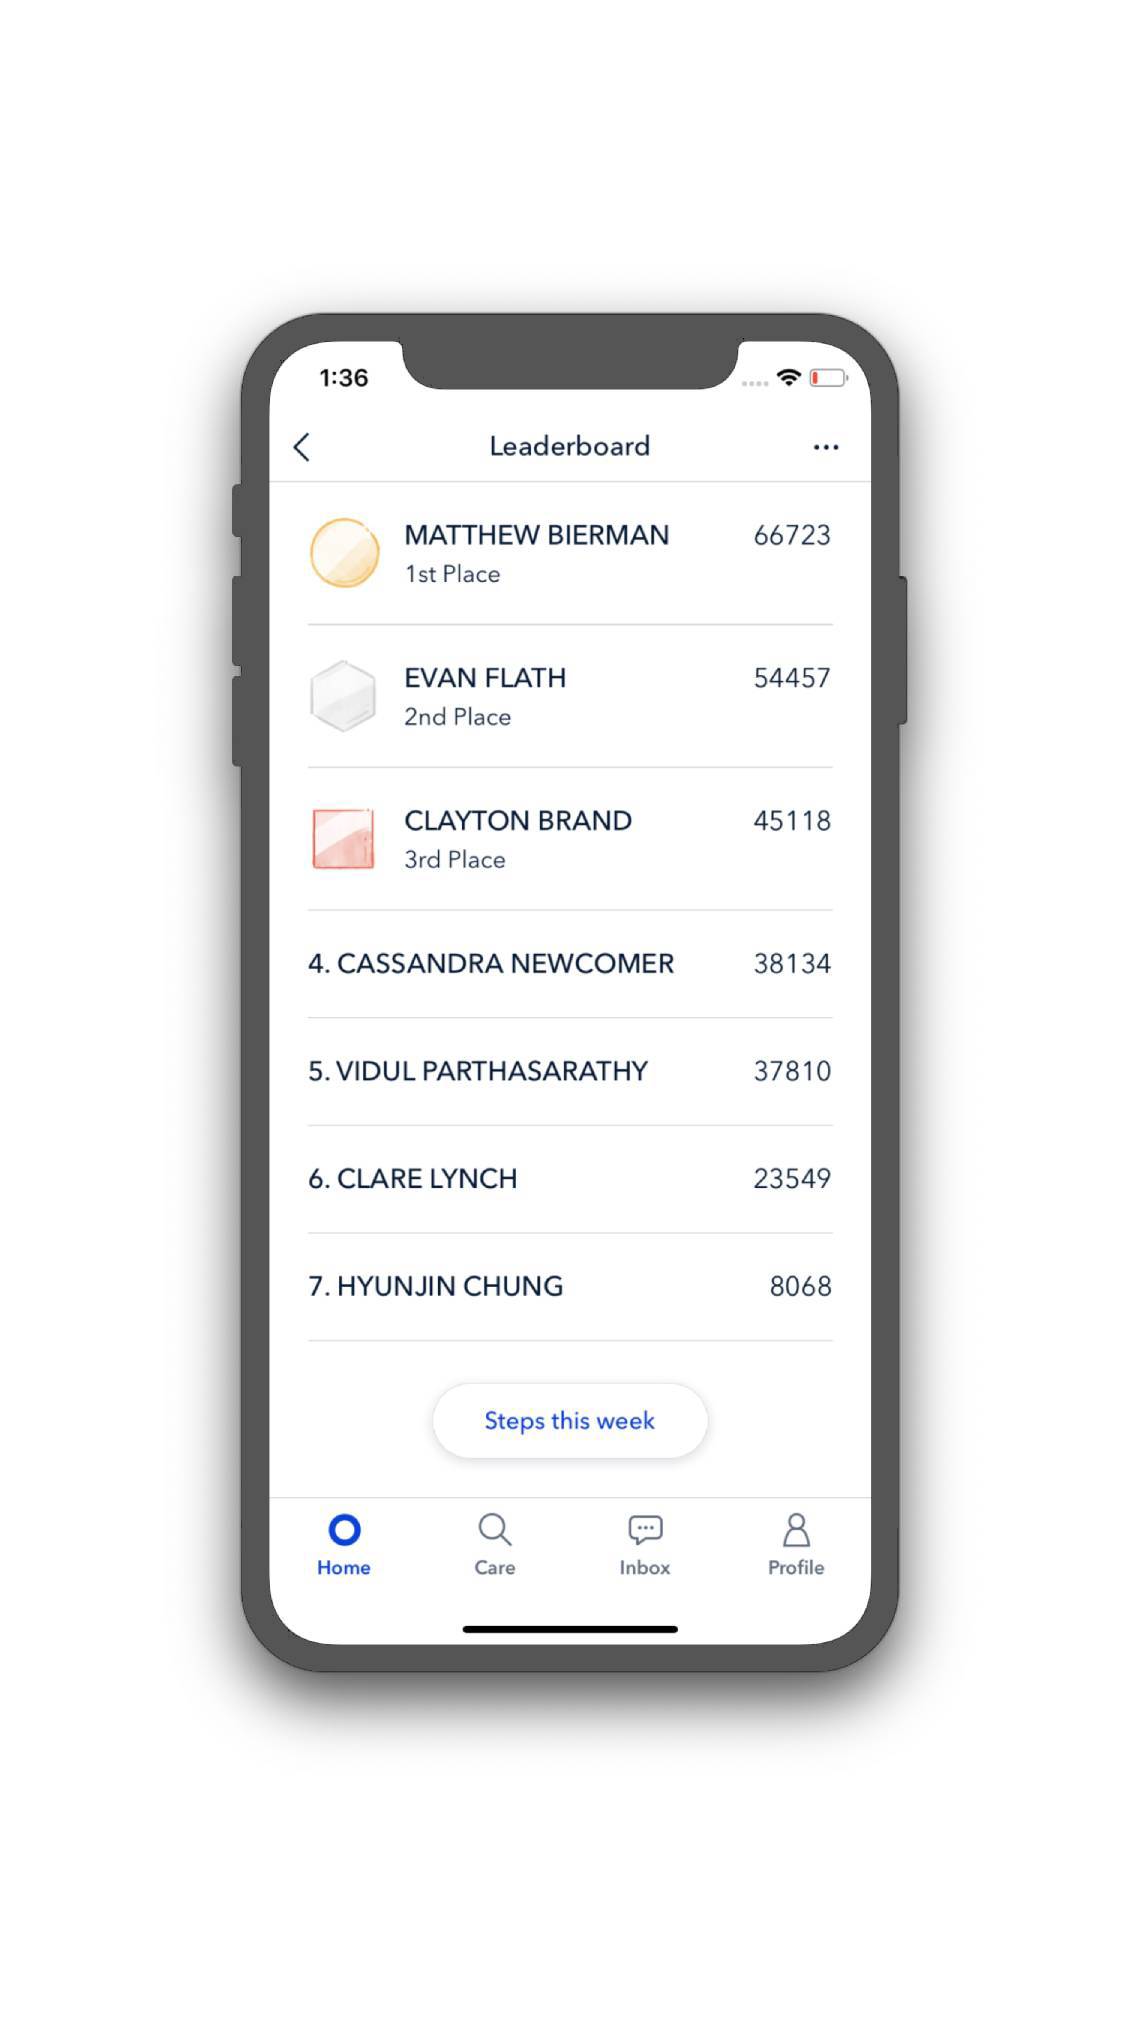 1:36
Leaderboard
MATTHEW BIERMAN 66723
1st Place
EVAN FLATH 54457
2nd Place
CLAYTON BRAND 45118
3rd Place
4. CASSANDRA NEWCOMER 38134
5. VIDUL PARTHASARATHY 37810
6. CLARE LYNCH 23549
7. HYUNJIN CHUNG 8068
Steps this week
Home Care Inbox Profile